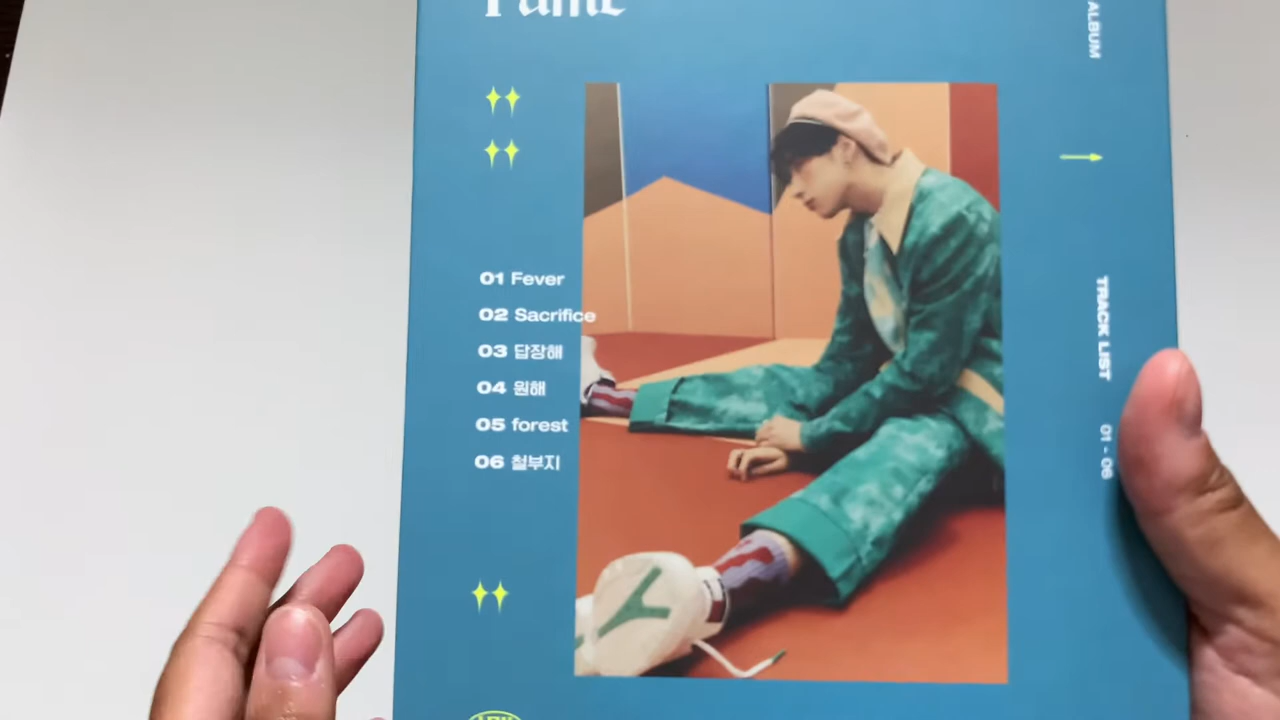 Fame
ALBUM
01 Fever
02 Sacrifice
03 답장해
04 원해
05 forest
06 철부지
TRACK LIST
01 - 06